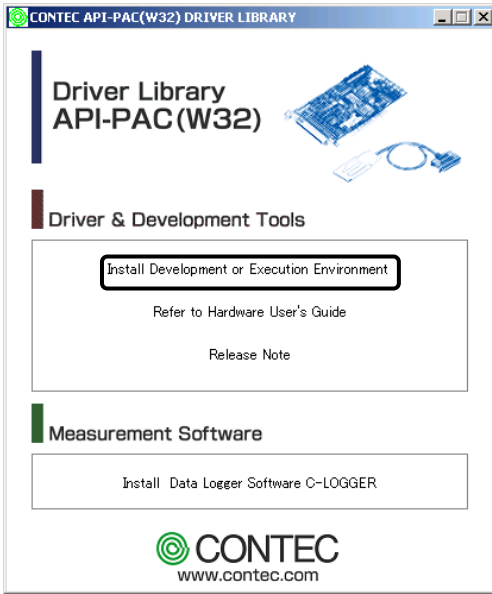 CONTEC API-PAC(W32) DRIVER LIBRARY
Driver Library
API-PAC(W32)
Driver & Development Tools
Install Development or Execution Environment
Refer to Hardware User's Guide
Release Note
Measurement Software
Install Data Logger Software C-LOGGER
CONTEC
www.contec.com